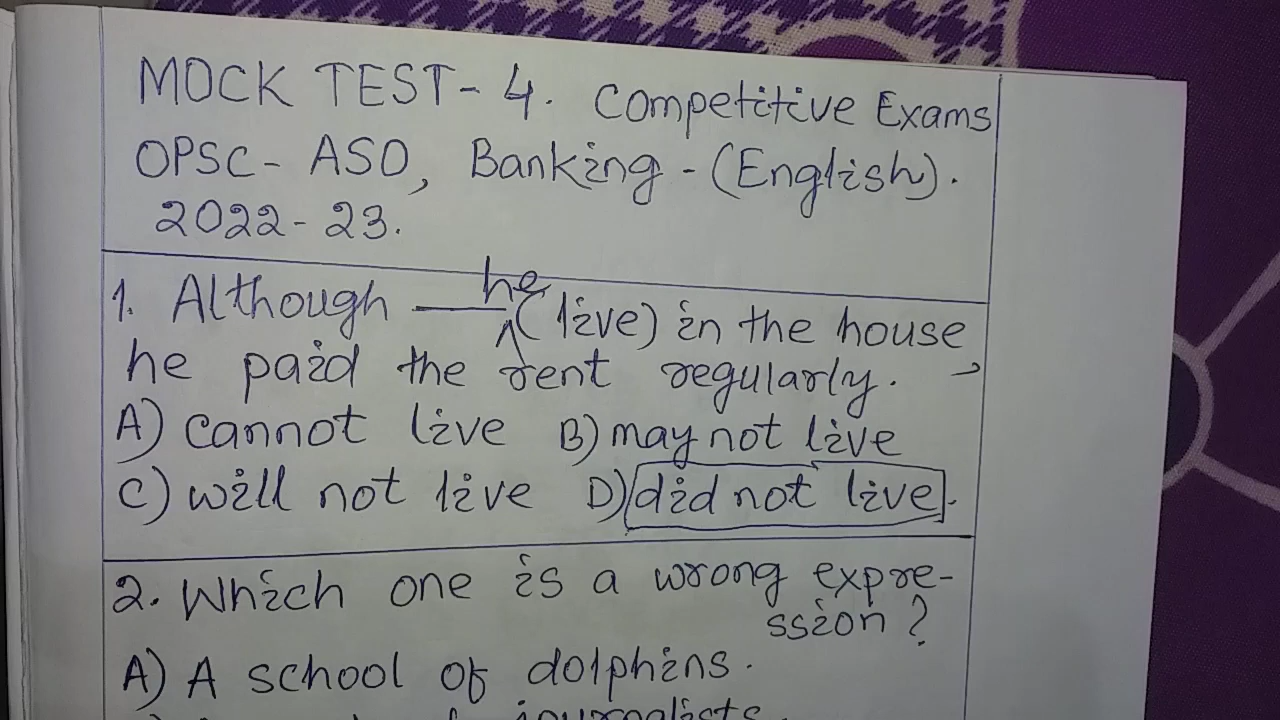 MOCK TEST-4. Competitive Exams
OPSC-ASO, Banking-(English).
2022-23.
he
1. Although ___ ^ (live) in the house,
he paid the rent regularly.
A) cannot live B) may not live
C) will not live D) did not live.
2. Which one is a wrong expre-
ssion?
A) A school of dolphins.
journalists.